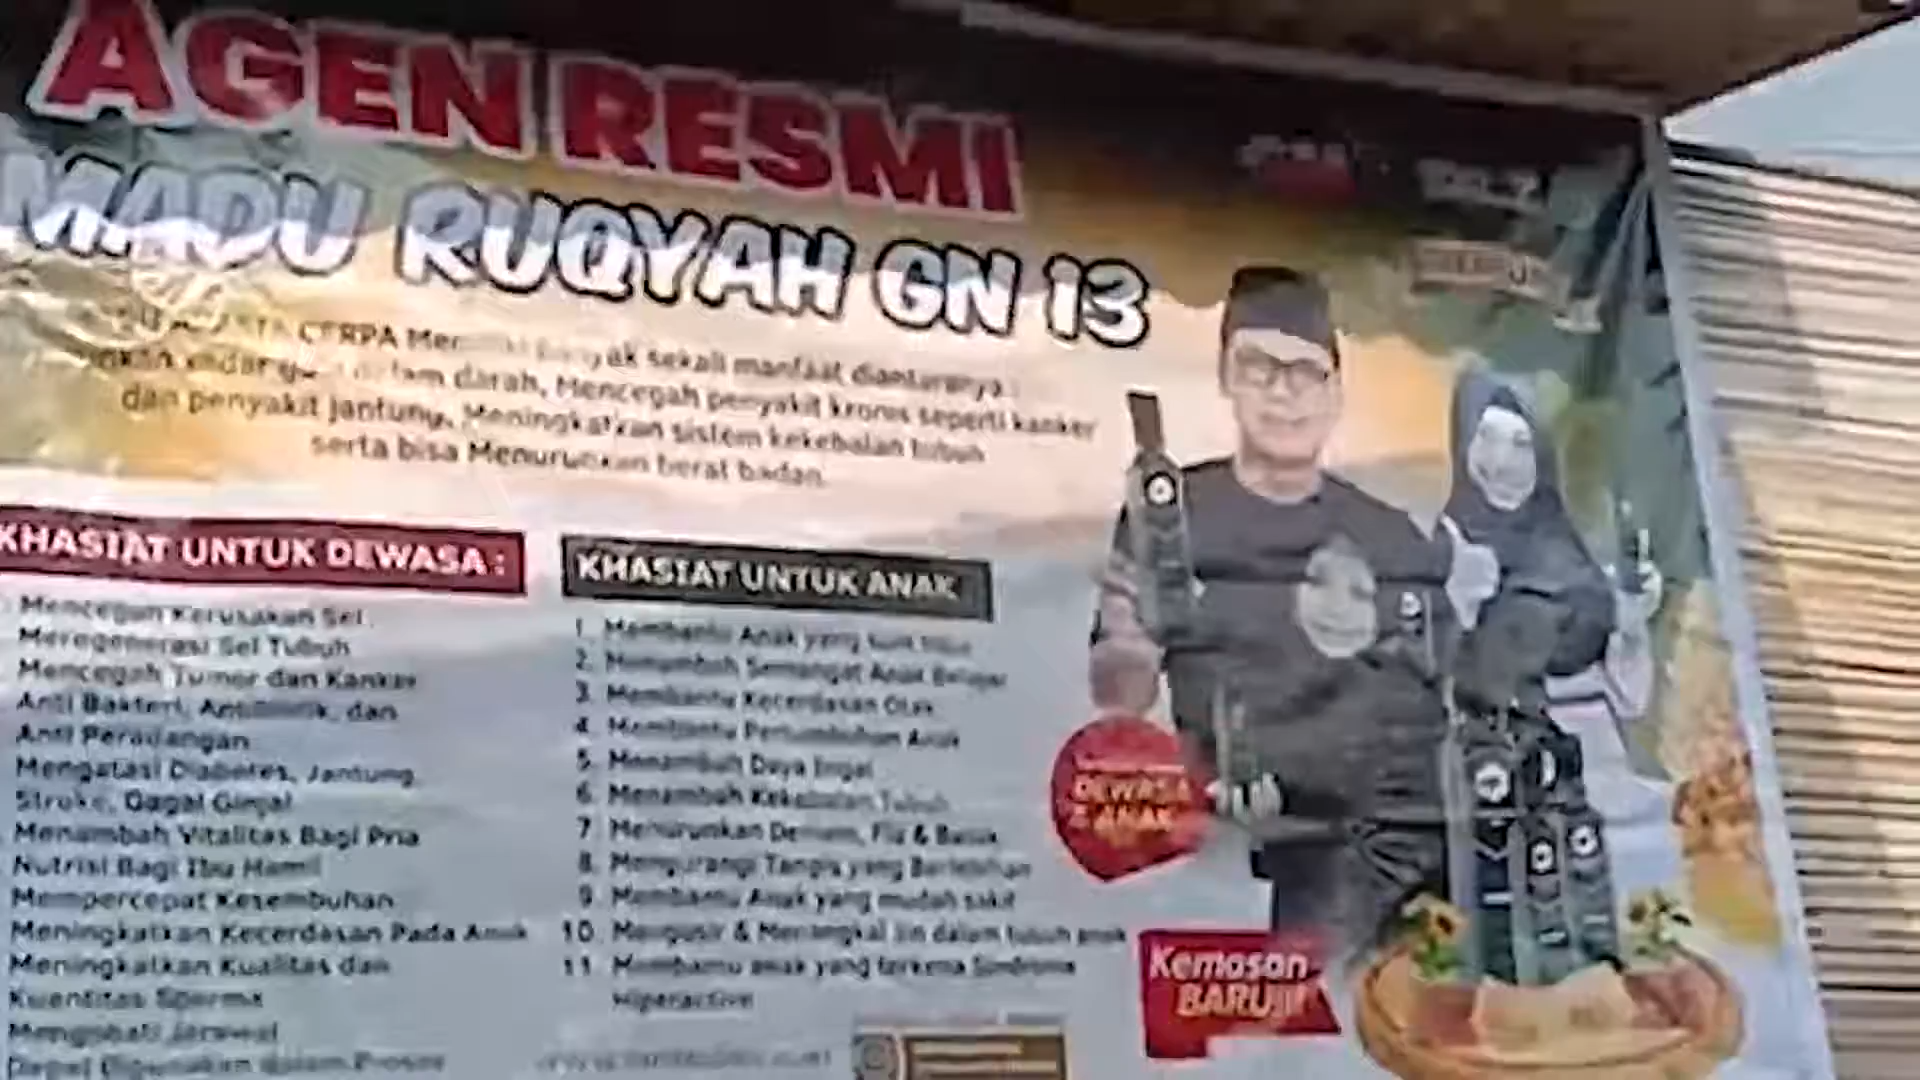 AGEN RESMI
MADU RUQYAH GN 13
CERPA banyak sekali manfaat diantaranya :
dalam darah, Mencegah penyakit kronis seperti kanker
dan penyakit jantung, Meningkatkan sistem kekebalan tubuh
serta bisa Menurunkan berat badan.
KHASIAT UNTUK DEWASA :
Mencegah Kerusakan Sel
Meregenerasi Sel Tubuh
Mencegah Tumor dan Kanker
Anti Bakteri, Antibiotik, dan
Anti Peradangan
Mengatasi Diabetes, Jantung,
Stroke, Gagal Ginjal
Menambah Vitalitas Bagi Pria
Nutrisi Bagi Ibu Hamil
Mempercepat Kesembuhan
Meningkatkan Kecerdasan Pada Anak
Meningkatkan Kualitas dan
Kuantitas Sperma
Mengobati Jerawat
Dapat Digunakan dalam Proses
KHASIAT UNTUK ANAK
1. Membantu Anak yang
2. Menambah Semangat Anak Belajar
3. Membantu Kecerdasan Otak
4. Membantu Pertumbuhan Anak
5. Menambah Daya Ingat
6. Menambah Kekebalan Tubuh
7. Menurunkan Demam, Flu & Batuk
8. Mengurangi Tangis yang Berlebihan
9. Membantu Anak yang mudah sakit
10. Mengusir & Menangkal Jin dalam tubuh anak
11. Membantu anak yang terkena Sindroma
Hiperactive
DEWASA
& ANAK
Kemasan
BARU!!!